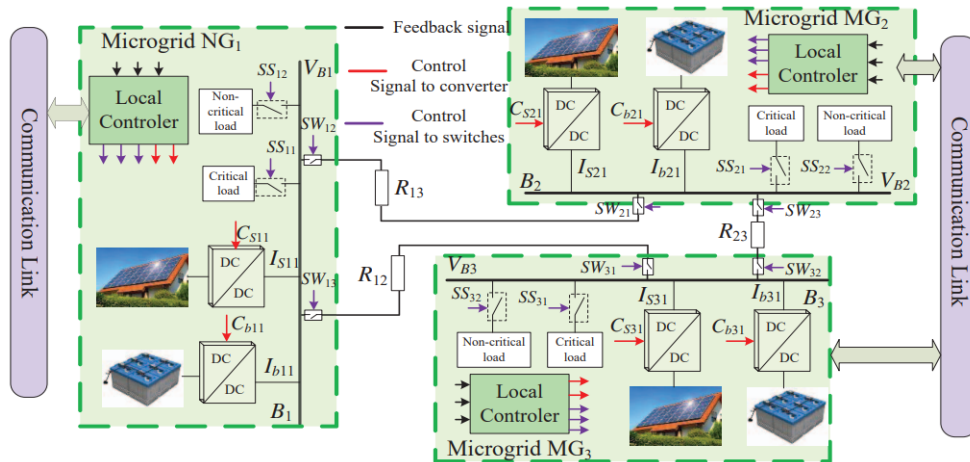 Communication Link
Microgrid NG1
Local
Controler
Non-
critical
load
SS12
VB1
SW12
SS11
Critical
load
CS11
IS11
SW13
Cb11
DC
DC
Ib11
DC
DC
B1
Feedback signal
Control
Signal to converter
Control
Signal to switches
R13
R12
Microgrid MG2
Local
Controler
CS21
DC
DC
Cb21
DC
DC
IS21
Ib21
Critical
load
Non-critical
load
SS21
SS22
B2
VB2
SW21
SW23
R23
VB3
SW31
SW32
SS32
SS31
IS31
Ib31
B3
Non-critical
load
Critical
load
CS31
DC
DC
Cb31
DC
DC
Local
Controler
Microgrid MG3
Communication Link